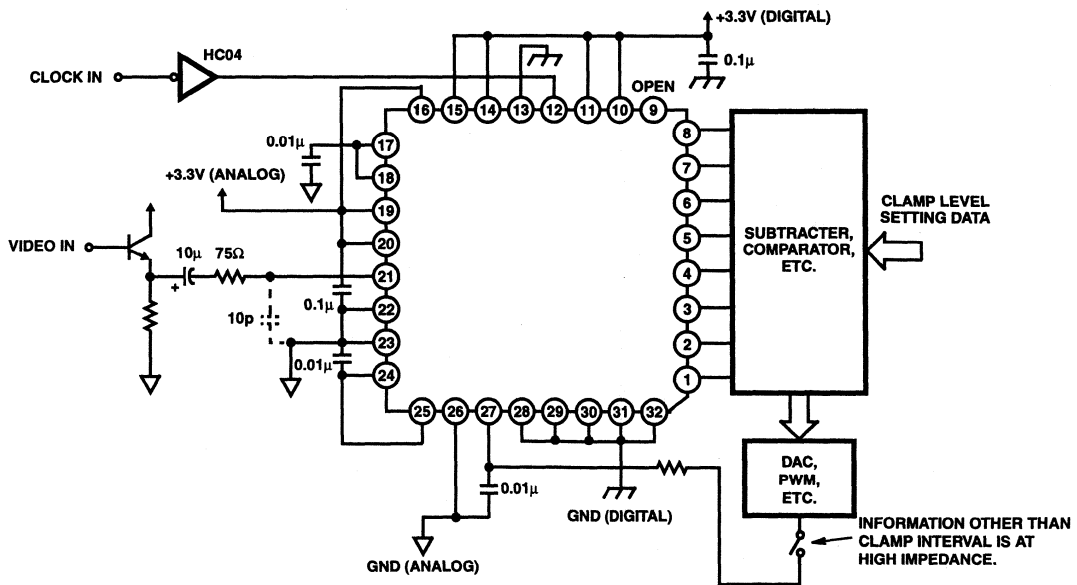 +3.3V (DIGITAL)
HC04
CLOCK IN
0.1μ
OPEN
16
15
14
13
12
11
10
9
0.01μ
17
18
+3.3V (ANALOG)
19
20
VIDEO IN
10μ
75Ω
+
21
0.1μ
22
10p
23
0.01μ
24
8
7
6
5
4
3
2
1
SUBTRACTER,
COMPARATOR,
ETC.
CLAMP LEVEL
SETTING DATA
25
26
27
28
29
30
31
32
0.01μ
GND (DIGITAL)
GND (ANALOG)
DAC,
PWM,
ETC.
INFORMATION OTHER THAN
CLAMP INTERVAL IS AT
HIGH IMPEDANCE.